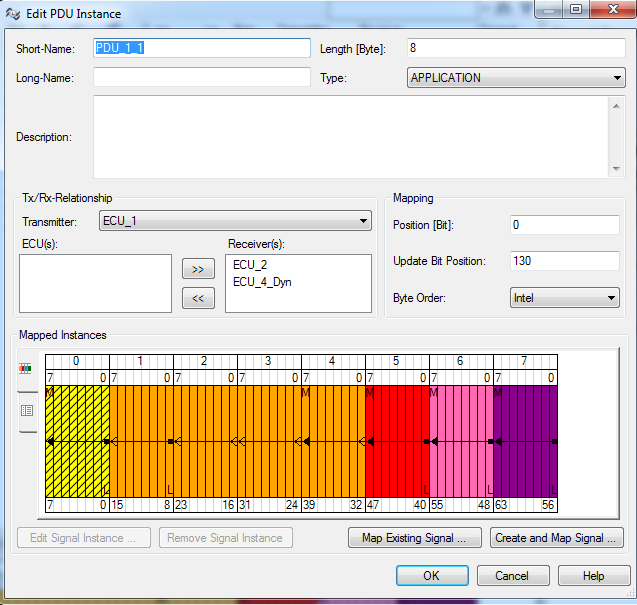 Edit PDU Instance
Short-Name: PDU_1_1 Length [Byte]: 8
Long-Name: Type: APPLICATION
Description:
Tx/Rx-Relationship Mapping
Transmitter: ECU_1 Position [Bit]: 0
ECU(s): Receiver(s):
ECU_2
ECU_4_Dyn
>>
<<
Update Bit Position: 130
Byte Order: Intel
Mapped Instances
0 1 2 3 4 5 6 7
7 0 7 0 7 0 7 0 7 0 7 0 7 0 7 0
M M M M M
L L L L L
7 0 15 8 23 16 31 24 39 32 47 40 55 48 63 56
Edit Signal Instance ... Remove Signal Instance Map Existing Signal ... Create and Map Signal ...
OK Cancel Help